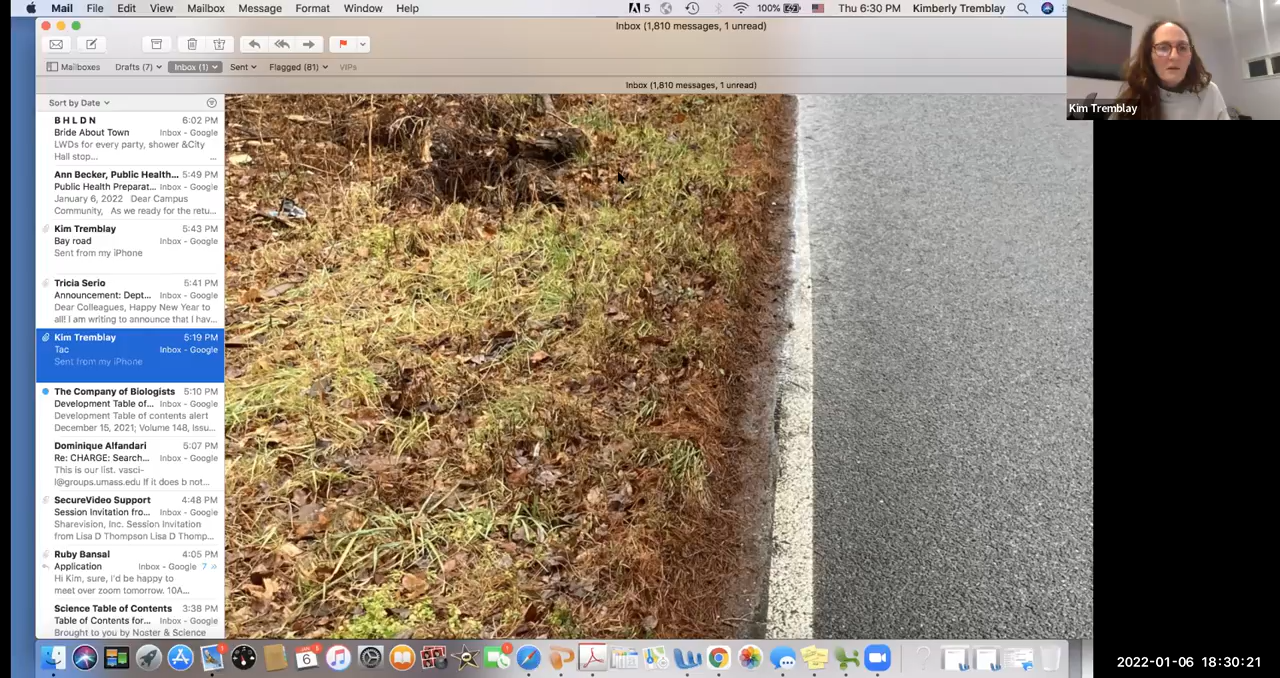 Mail File Edit View Mailbox Message Format Window Help 5 100% Thu 6:30 PM Kimberly Tremblay
Inbox (1,810 messages, 1 unread)
Mailboxes Drafts (7) Inbox (1) Sent Flagged (81) VIPs
Inbox (1,810 messages, 1 unread)
Sort by Date
B H L D N 6:02 PM
Bride About Town Inbox - Google
LWDs for every party, shower &City
Hall stop... ...
Ann Becker, Public Health... 5:49 PM
Public Health Preparat... Inbox - Google
January 6, 2022 Dear Campus
Community, As we ready for the retu...
Kim Tremblay 5:43 PM
Bay road Inbox - Google
Sent from my iPhone
Tricia Serio 5:41 PM
Announcement: Dept... Inbox - Google
Dear Colleagues, Happy New Year to
all! I am writing to announce that I hav...
Kim Tremblay 5:19 PM
Tac Inbox - Google
Sent from my iPhone
The Company of Biologists 5:10 PM
Development Table of... Inbox - Google
Development Table of contents alert
December 15, 2021; Volume 148, Issu...
Dominique Alfandari 5:07 PM
Re: CHARGE: Search... Inbox - Google
This is our list. vasci-
l@groups.umass.edu If it does b not...
SecureVideo Support 4:48 PM
Session Invitation fro... Inbox - Google
Sharevision, Inc. Session Invitation
from Lisa D Thompson Lisa D Thomp...
Ruby Bansal 4:05 PM
Application Inbox - Google 7 »
Hi Kim, sure, I'd be happy to
meet over zoom tomorrow. 10A...
Science Table of Contents 3:38 PM
Table of Contents for... Inbox - Google
Brought to you by Noster & Science
Kim Tremblay
6
2022-01-06 18:30:21